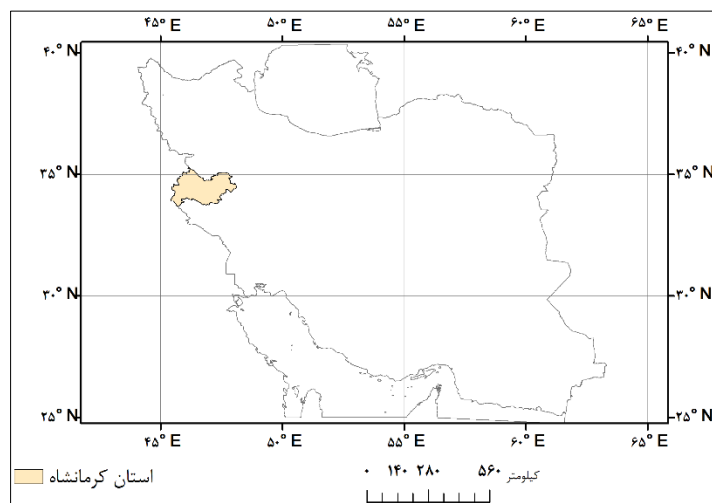 ۴۵° E ۵۰° E ۵۵° E ۶۰° E ۶۵° E
۴۰° N ۴۰° N
۳۵° N ۳۵° N
۳۰° N ۳۰° N
۲۵° N ۲۵° N
۴۵° E ۵۰° E ۵۵° E ۶۰° E ۶۵° E
استان کرمانشاه
۰ ۱۴۰ ۲۸۰ ۵۶۰ کیلومتر